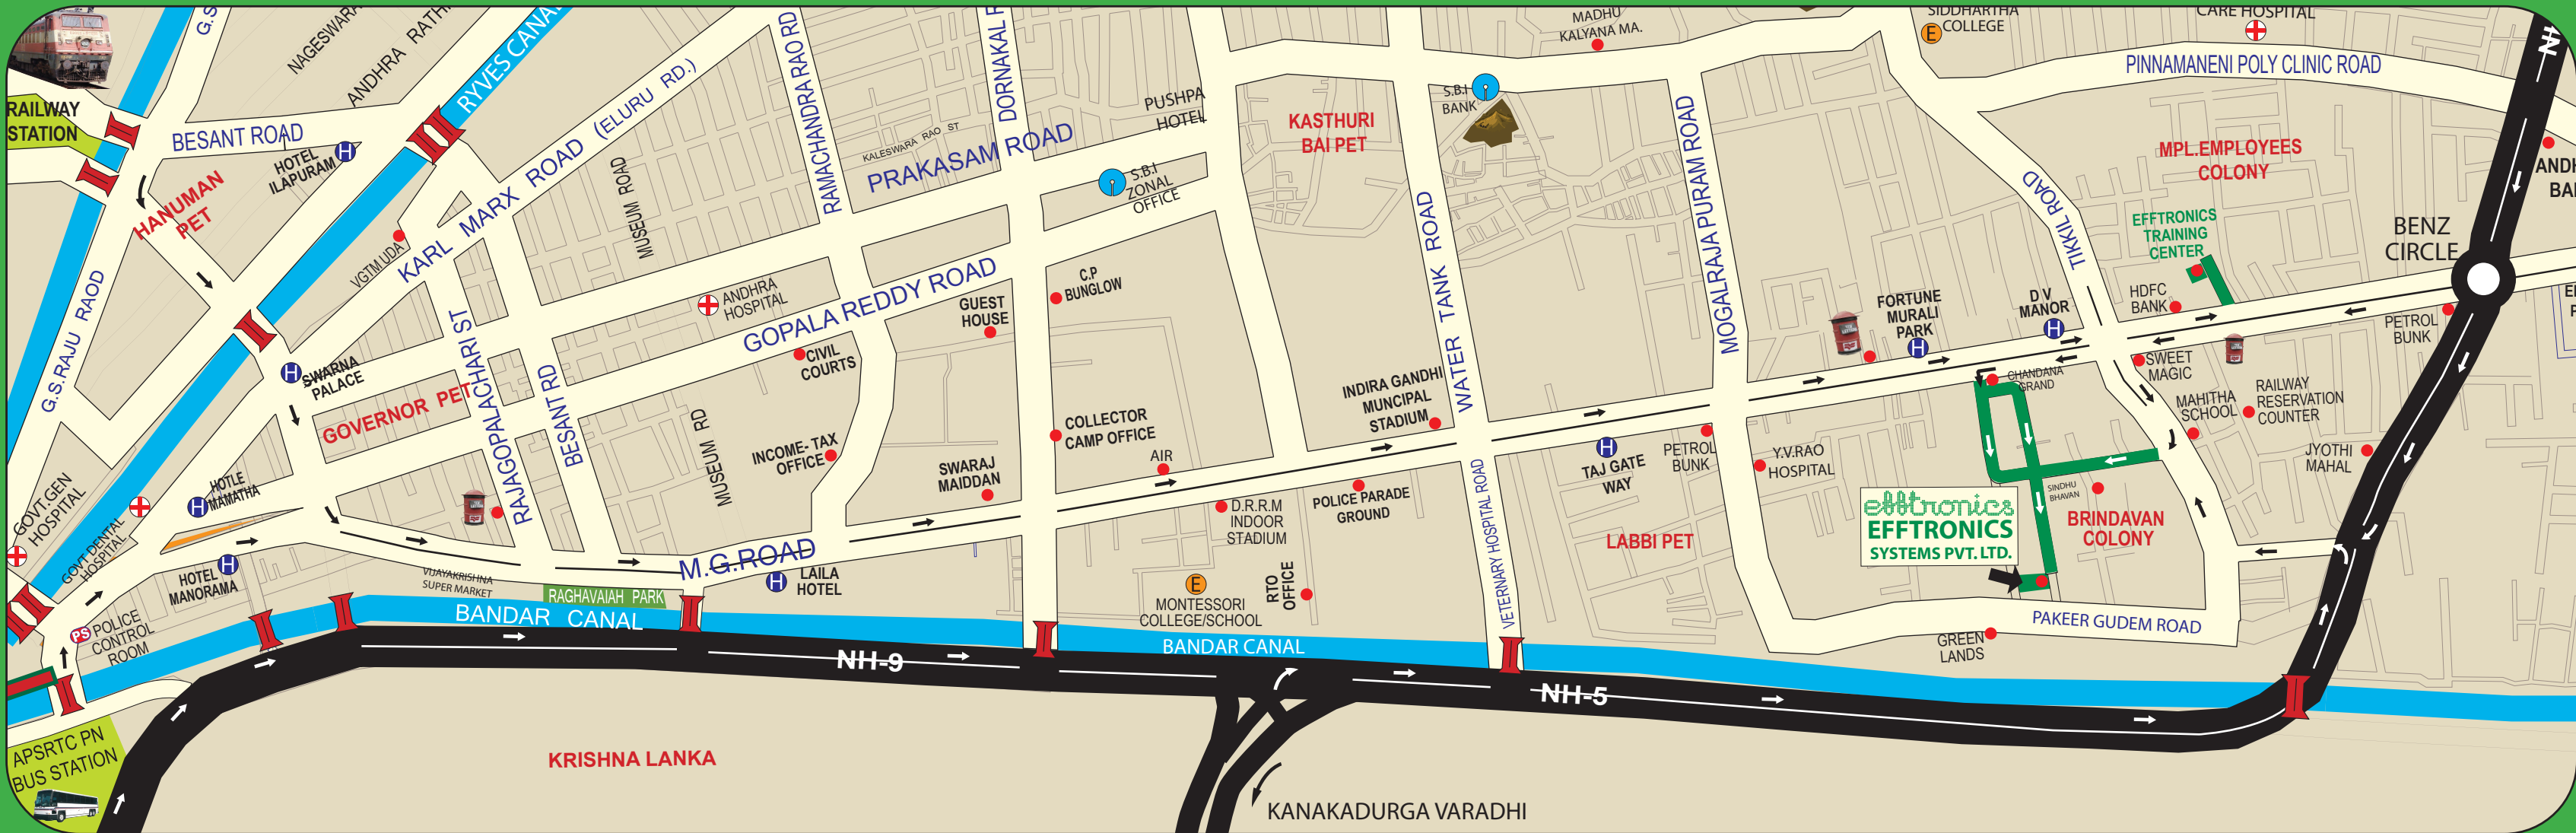 RAILWAY
STATION
G.S
NAGESWARA
ANDHRA RATH
RYVES CANAL
BESANT ROAD
HOTEL
ILAPURAM
HANUMAN
PET
G.S.RAJU RAOD
VGTM UDA
KARL MARX ROAD (ELURU RD.)
MUSEUM ROAD
RAMACHANDRA RAO RD
DORNAKAL R
KALESWARA RAO ST
PRAKASAM ROAD
PUSHPA
HOTEL
S.B.I
ZONAL
OFFICE
ANDHRA
HOSPITAL
GOPALA REDDY ROAD
GUEST
HOUSE
C.P
BUNGLOW
CIVIL
COURTS
SWARNA
PALACE
GOVERNOR PET
RAJAGOPALACHARI ST
BESANT RD
MUSEUM RD
INCOME- TAX
OFFICE
SWARAJ
MAIDDAN
COLLECTOR
CAMP OFFICE
AIR
GOVT.GEN
HOSPITAL
GOVT DENTAL
HOSPITAL
HOTLE
MAMATHA
HOTEL
MANORAMA
PS
POLICE
CONTROL
ROOM
VIJAYAKRISHNA
SUPER MARKET
RAGHAVAIAH PARK
M.G.ROAD
LAILA
HOTEL
BANDAR CANAL
NH-9
APSRTC PN
BUS STATION
KRISHNA LANKA
D.R.R.M
INDOOR
STADIUM
E
MONTESSORI
COLLEGE/SCHOOL
RTO
OFFICE
BANDAR CANAL
POLICE PARADE
GROUND
INDIRA GANDHI
MUNCIPAL
STADIUM
KASTHURI
BAI PET
MADHU
KALYANA MA.
S.B.I
BANK
WATER TANK ROAD
VETERNARY HOSPITAL ROAD
MOGALRAJA PURAM ROAD
TAJ GATE
WAY
PETROL
BUNK
Y.V.RAO
HOSPITAL
LABBI PET
NH-5
KANAKADURGA VARADHI
FORTUNE
MURALI
PARK
D V
MANOR
SIDDHARTHA
COLLEGE
E
CARE HOSPITAL
PINNAMANENI POLY CLINIC ROAD
MPL.EMPLOYEES
COLONY
TIKKIL ROAD
EFFTRONICS
TRAINING
CENTER
HDFC
BANK
BENZ
CIRCLE
NH
ANDH
BAN
PETROL
BUNK
SWEET
MAGIC
CHANDANA
GRAND
MAHITHA
SCHOOL
RAILWAY
RESERVATION
COUNTER
JYOTHI
MAHAL
SINDHU
BHAVAN
BRINDAVAN
COLONY
efftronics
EFFTRONICS
SYSTEMS PVT. LTD.
GREEN
LANDS
PAKEER GUDEM ROAD